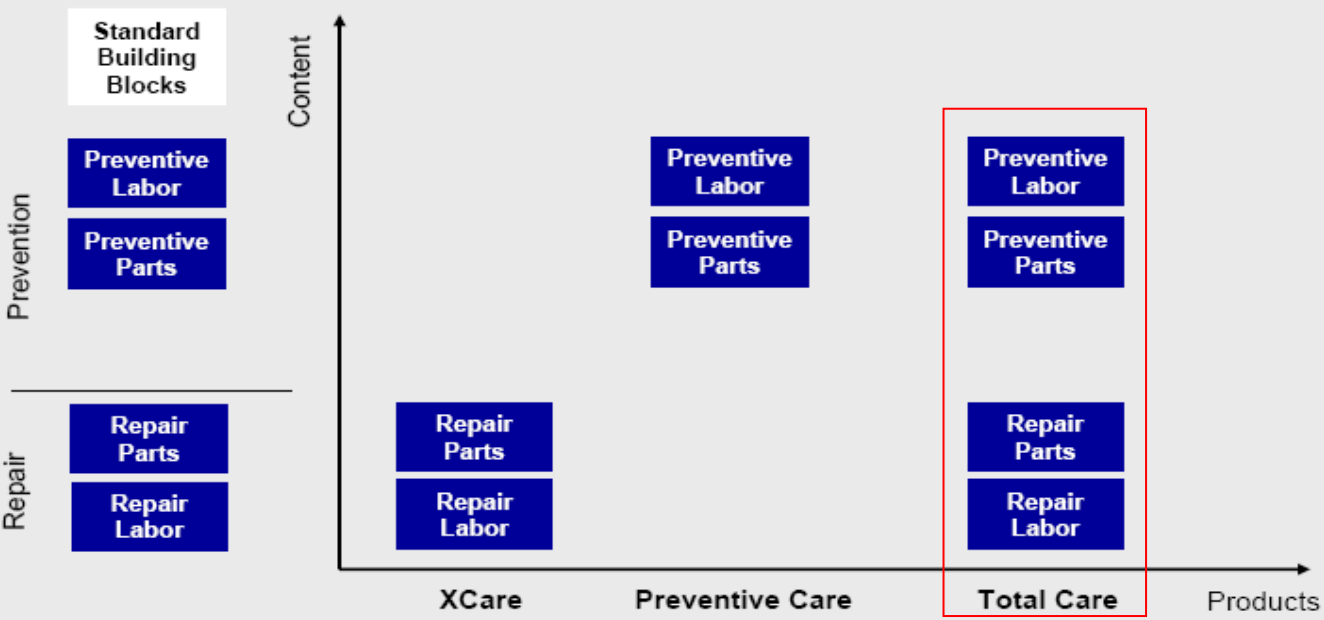 Standard
Building
Blocks
Content
Prevention
Preventive
Labor
Preventive
Labor
Preventive
Labor
Preventive
Parts
Preventive
Parts
Preventive
Parts
Repair
Repair
Parts
Repair
Parts
Repair
Parts
Repair
Labor
Repair
Labor
Repair
Labor
XCare
Preventive Care
Total Care
Products